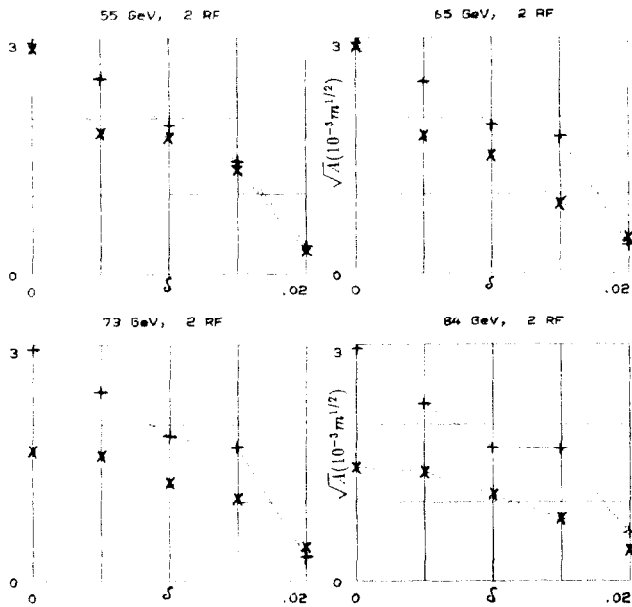 55 GeV, 2 RF
65 GeV, 2 RF
3
3
√A(10⁻³m^{1/2})
0
0
0
δ
.02
0
δ
.02
73 GeV, 2 RF
84 GeV, 2 RF
3
3
√A(10⁻³m^{1/2})
0
0
0
δ
.02
0
δ
.02